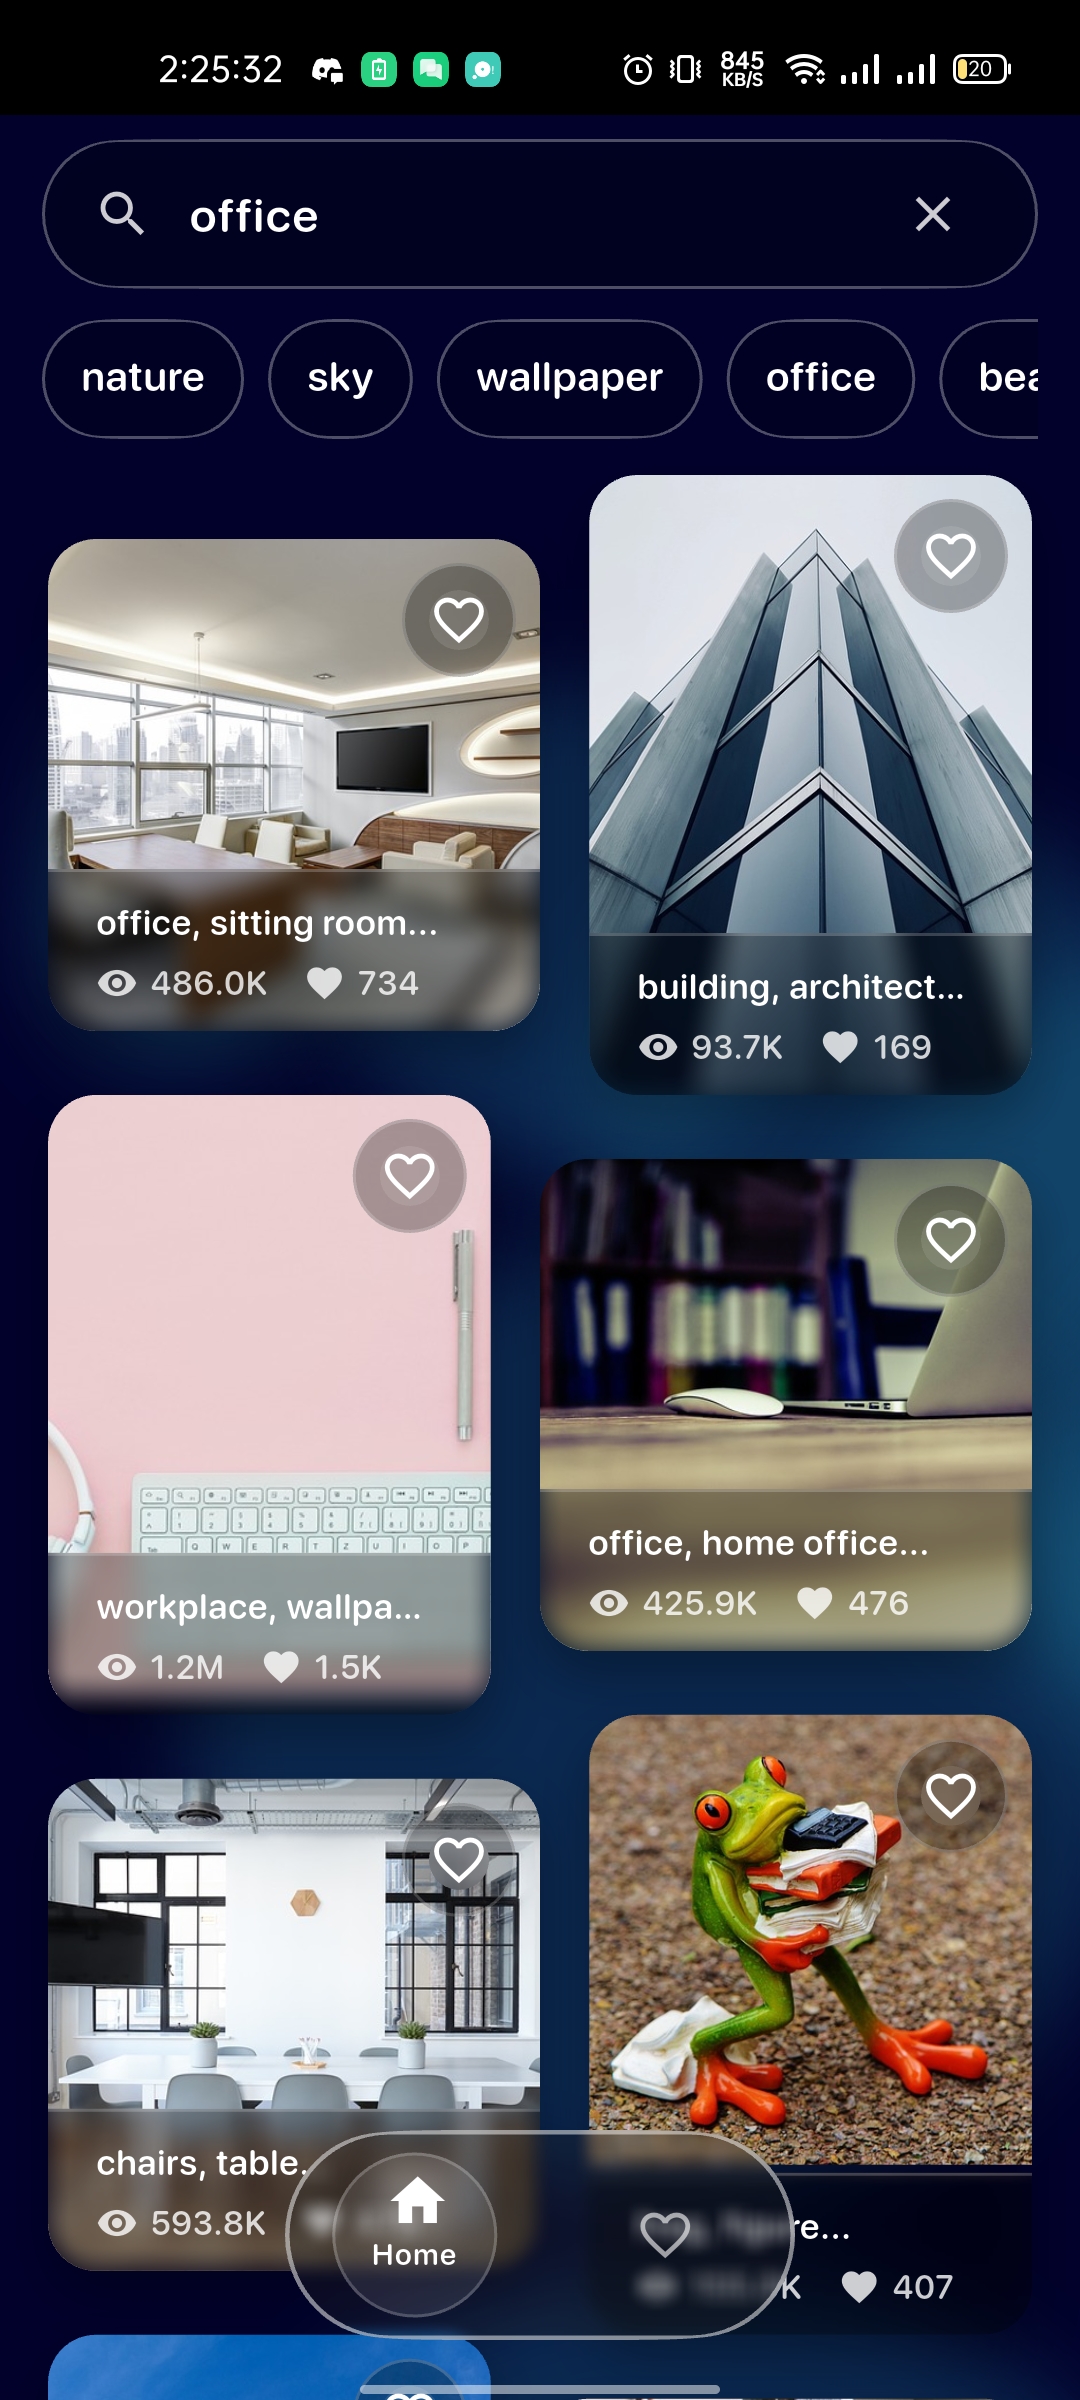 2:25:32
845
KB/S
20
office
nature
sky
wallpaper
office
bea
office, sitting room...
486.0K
734
building, architect...
93.7K
169
workplace, wallpa...
1.2M
1.5K
office, home office...
425.9K
476
chairs, table.
593.8K
re...
K
407
Home